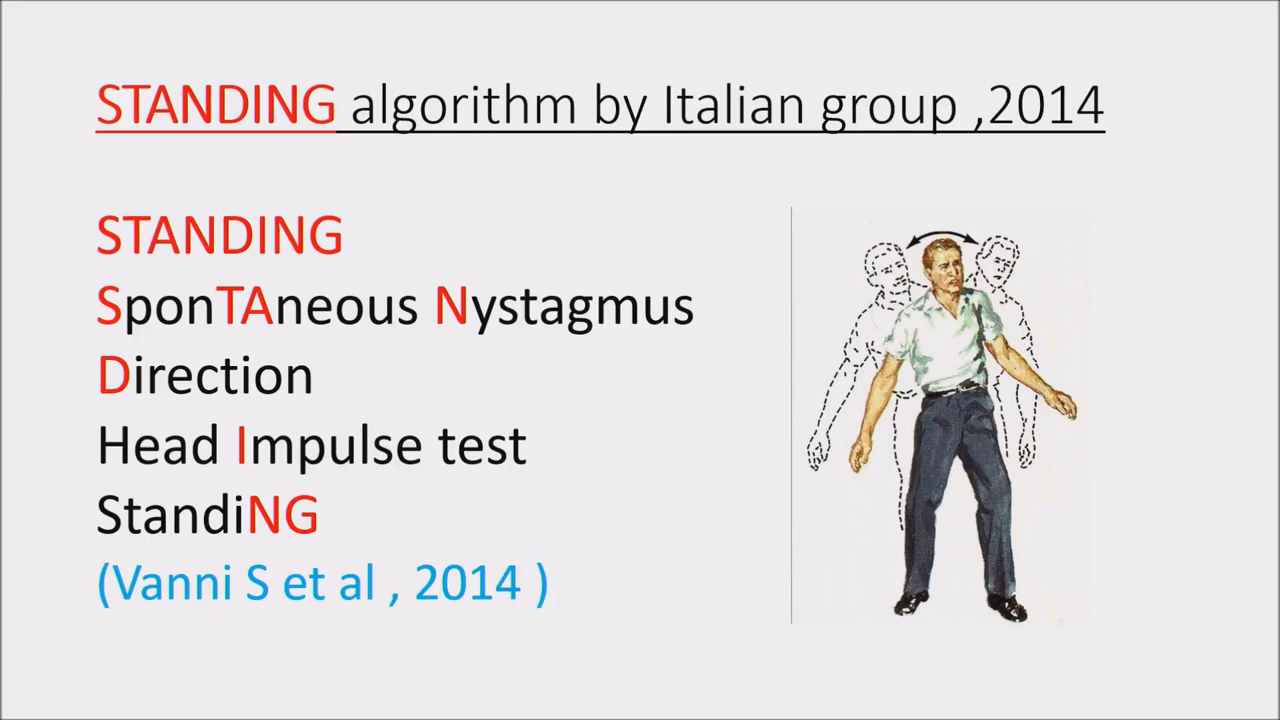 STANDING algorithm by Italian group ,2014
STANDING
SponTAneous Nystagmus
Direction
Head Impulse test
StandiNG
(Vanni S et al , 2014 )